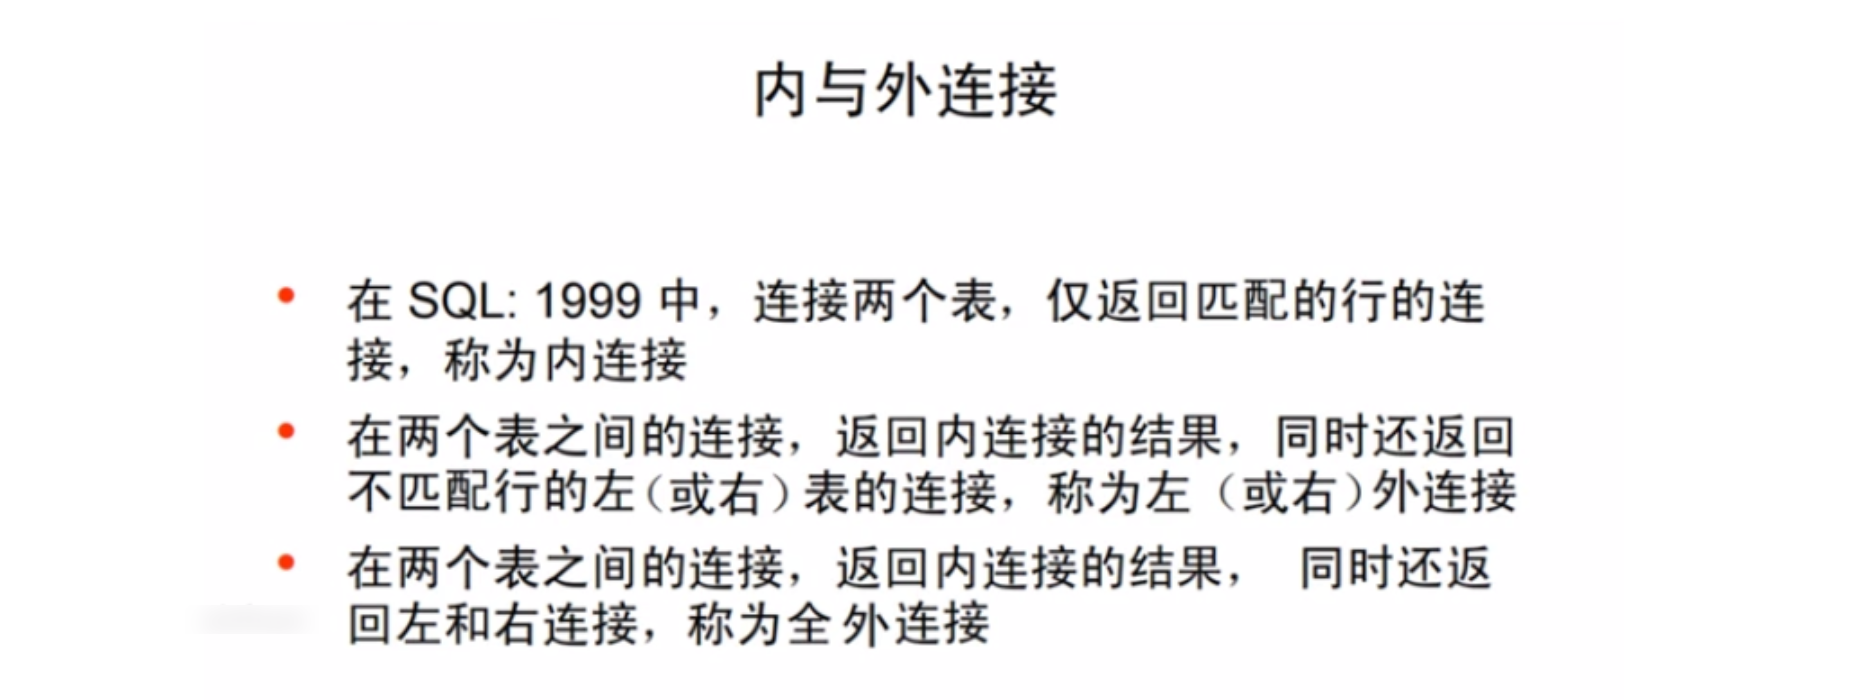 内与外连接
• 在 SQL: 1999 中，连接两个表，仅返回匹配的行的连
接，称为内连接
• 在两个表之间的连接，返回内连接的结果，同时还返回
不匹配行的左（或右）表的连接，称为左（或右）外连接
• 在两个表之间的连接，返回内连接的结果， 同时还返
回左和右连接，称为全外连接